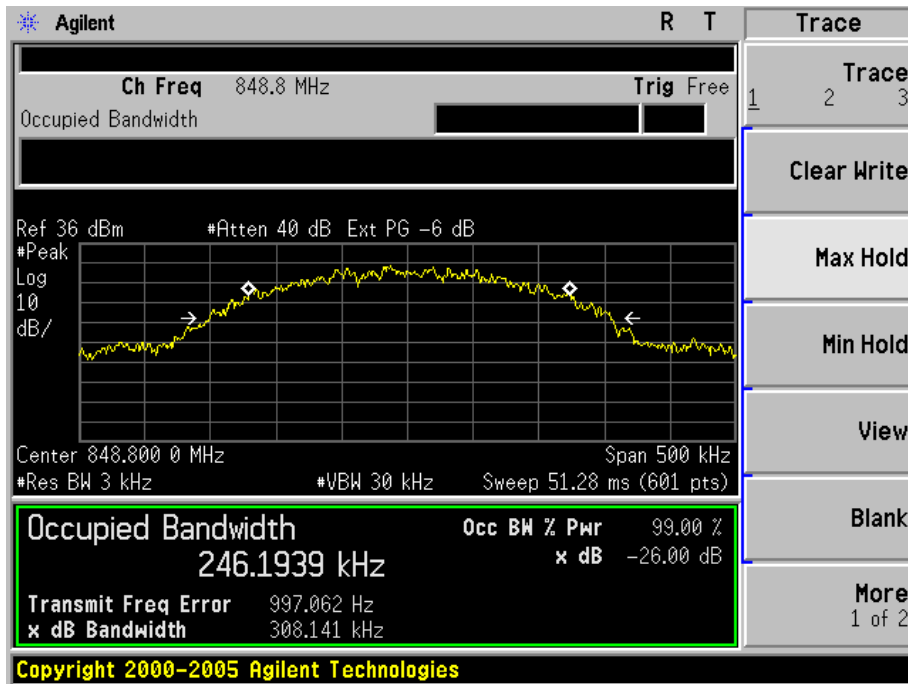 Agilent R T Trace
Ch Freq 848.8 MHz Trig Free
Occupied Bandwidth
Trace
1 2 3
Clear Write
Max Hold
Min Hold
View
Blank
More
1 of 2
Ref 36 dBm #Atten 40 dB Ext PG −6 dB
#Peak
Log
10
dB/
Center 848.800 0 MHz Span 500 kHz
#Res BW 3 kHz #VBW 30 kHz Sweep 51.28 ms (601 pts)
Occupied Bandwidth Occ BW % Pwr 99.00 %
246.1939 kHz x dB −26.00 dB
Transmit Freq Error 997.062 Hz
x dB Bandwidth 308.141 kHz
Copyright 2000-2005 Agilent Technologies